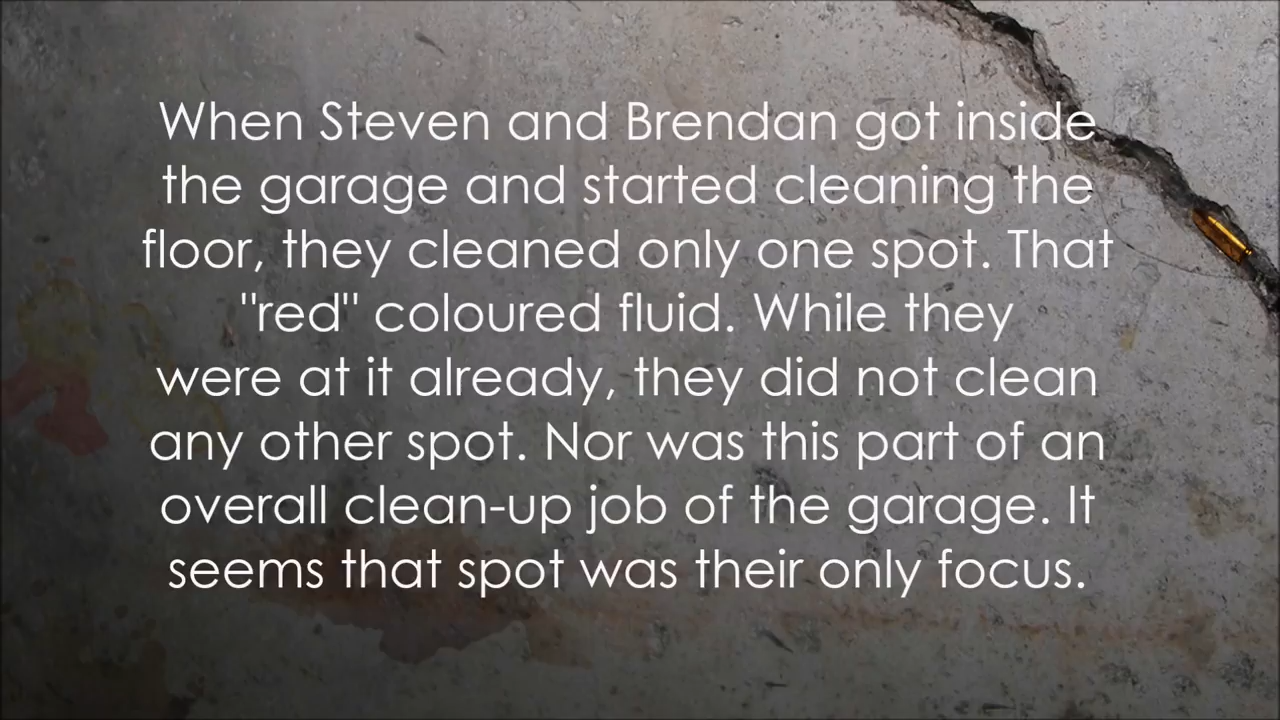 When Steven and Brendan got inside
the garage and started cleaning the
floor, they cleaned only one spot. That
"red" coloured fluid. While they
were at it already, they did not clean
any other spot. Nor was this part of an
overall clean-up job of the garage. It
seems that spot was their only focus.